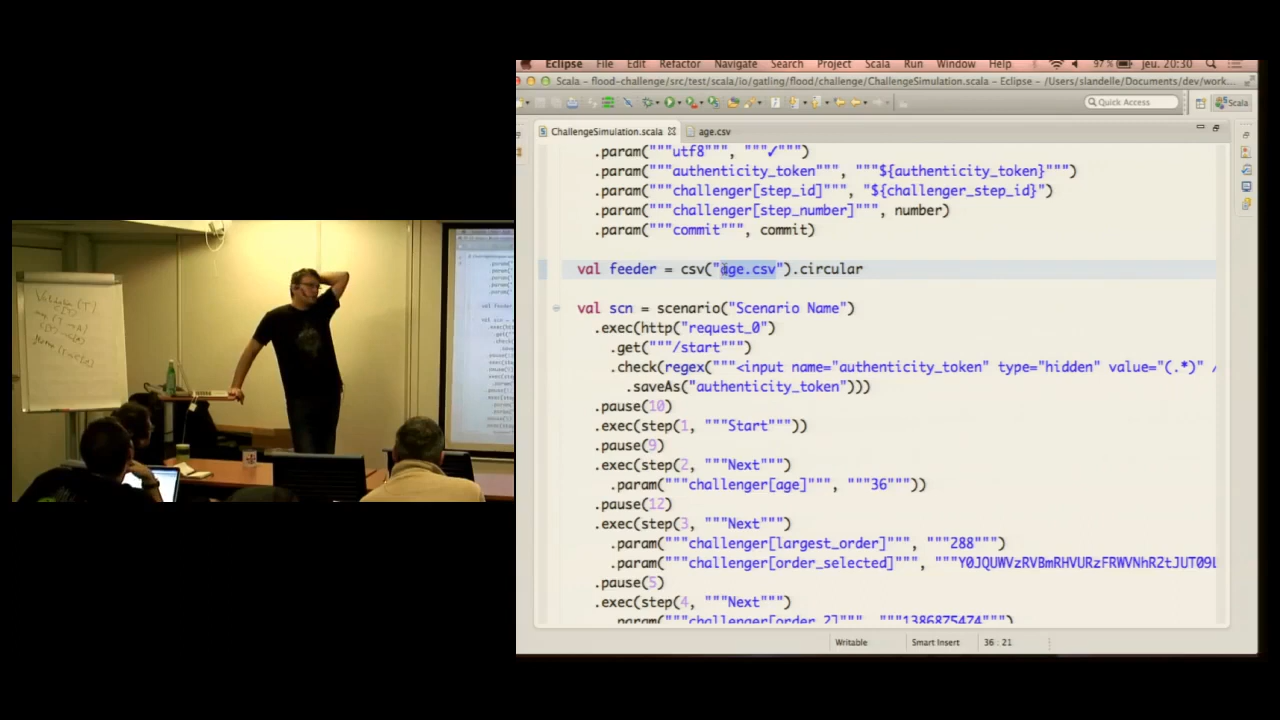 Eclipse File Edit Refactor Navigate Search Project Scala Run Window Help 97% jeu. 20:30
Scala – flood-challenge/src/test/scala/io/gatling/flood/challenge/ChallengeSimulation.scala – Eclipse – /Users/slandelle/Documents/dev/work...
Quick Access
Scala
ChallengeSimulation.scala
age.csv
.param("""utf8""", """✓""")
.param("""authenticity_token""", """${authenticity_token}""")
.param("""challenger[step_id]""", "${challenger_step_id}")
.param("""challenger[step_number]""", number)
.param("""commit""", commit)
val feeder = csv("age.csv").circular
val scn = scenario("Scenario Name")
.exec(http("request_0")
.get("""/start""")
.check(regex("""<input name="authenticity_token" type="hidden" value="(.*)" /
.saveAs("authenticity_token")))
.pause(10)
.exec(step(1, """Start"""))
.pause(9)
.exec(step(2, """Next""")
.param("""challenger[age]""", """36"""))
.pause(12)
.exec(step(3, """Next""")
.param("""challenger[largest_order]""", """288""")
.param("""challenger[order_selected]""", """Y0JQUWVzRVBmRHVURzFRWVNhR2tJUT09L
.pause(5)
.exec(step(4, """Next""")
.param("""challenger[order_2]""", """1386875474""")
Writable
Smart Insert
36 : 21